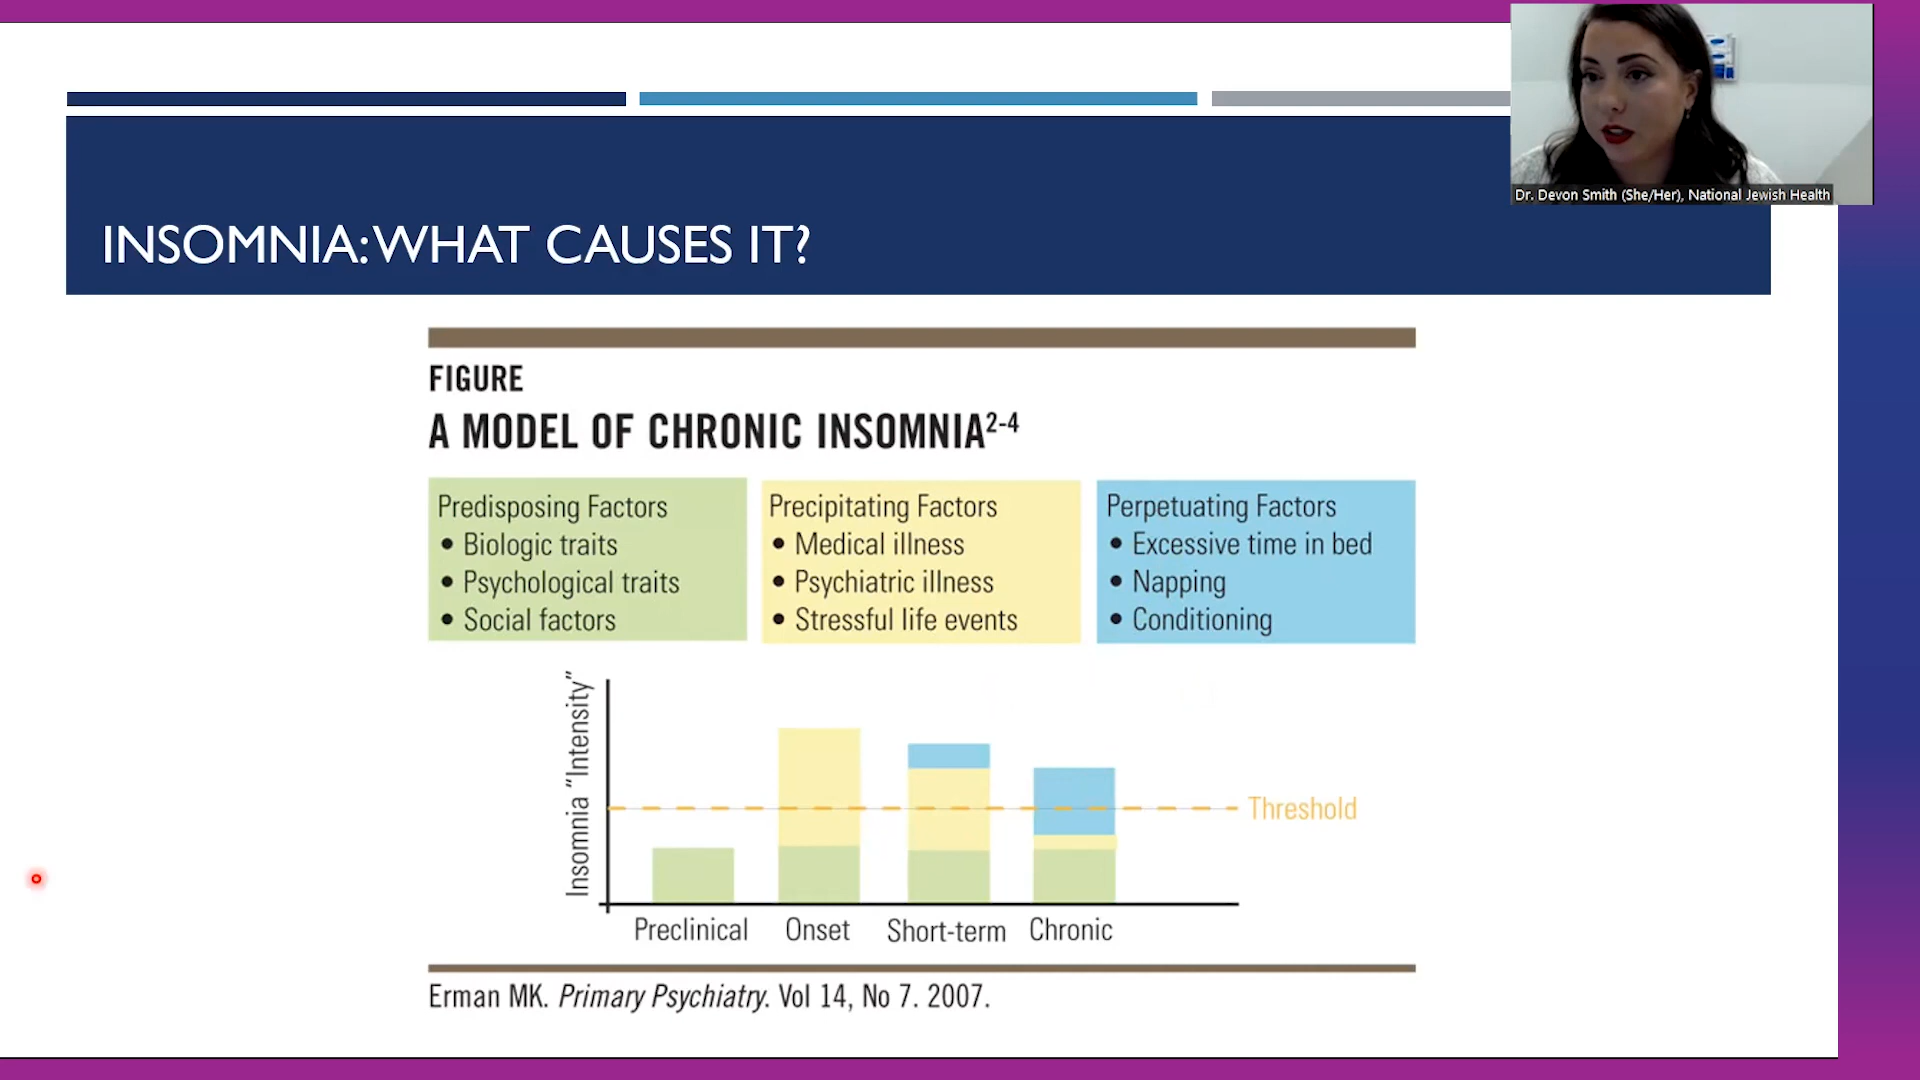 Dr. Devon Smith (She/Her), National Jewish Health
INSOMNIA: WHAT CAUSES IT?
FIGURE
A MODEL OF CHRONIC INSOMNIA2-4
Predisposing Factors
• Biologic traits
• Psychological traits
• Social factors
Precipitating Factors
• Medical illness
• Psychiatric illness
• Stressful life events
Perpetuating Factors
• Excessive time in bed
• Napping
• Conditioning
Insomnia “Intensity”
Threshold
Preclinical Onset Short-term Chronic
Erman MK. Primary Psychiatry. Vol 14, No 7. 2007.